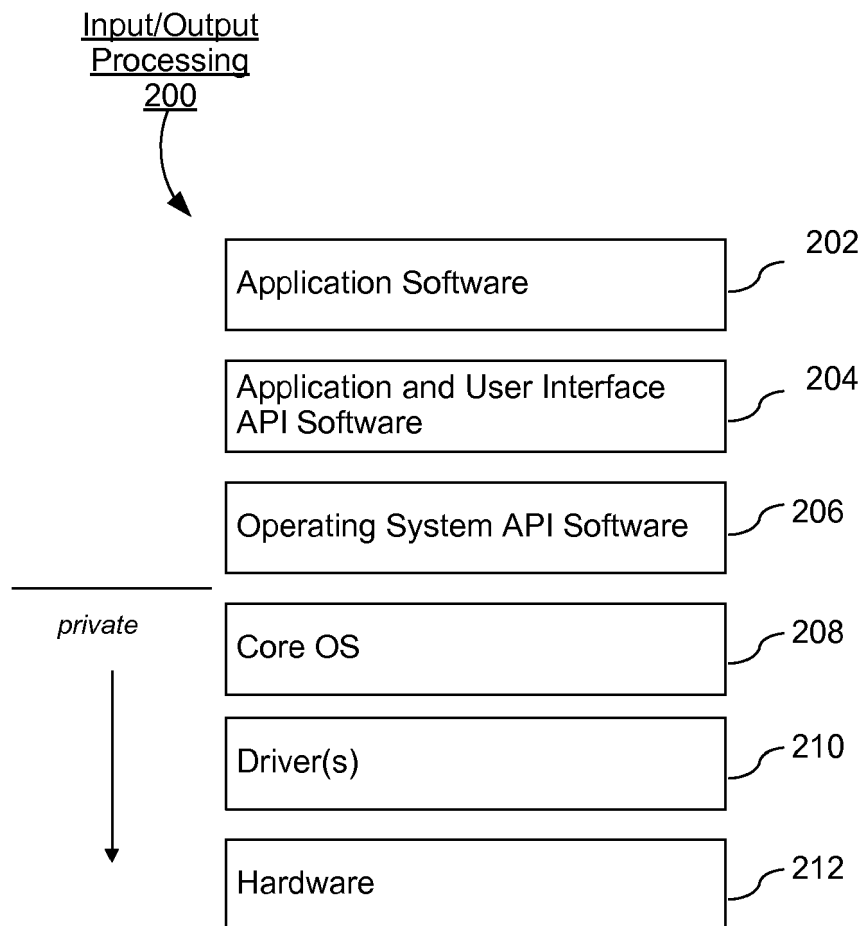 Input/Output
Processing
200
202
Application Software
204
Application and User Interface
API Software
206
Operating System API Software
private
208
Core OS
210
Driver(s)
212
Hardware